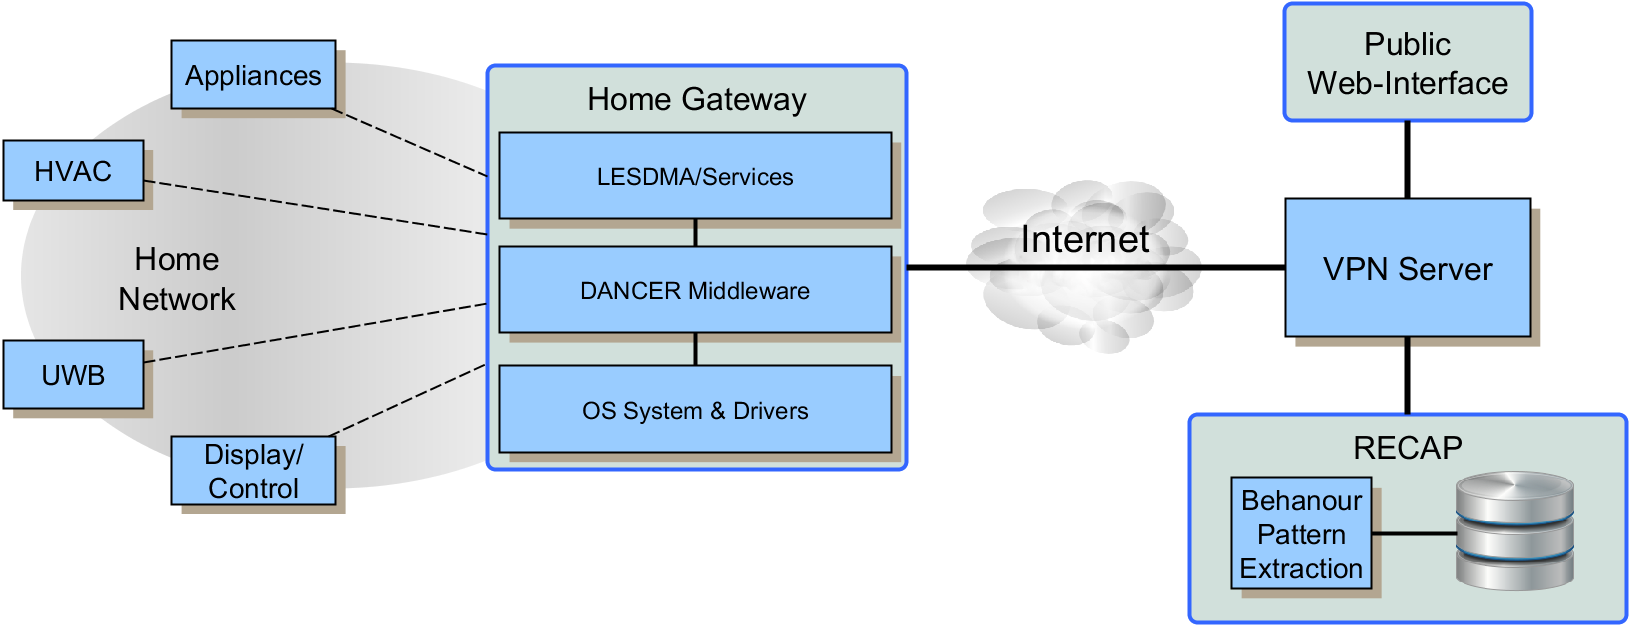 Appliances
HVAC
Home
Network
UWB
Display/
Control
Home Gateway
LESDMA/Services
DANCER Middleware
OS System & Drivers
Internet
Public
Web-Interface
VPN Server
RECAP
Behanour
Pattern
Extraction